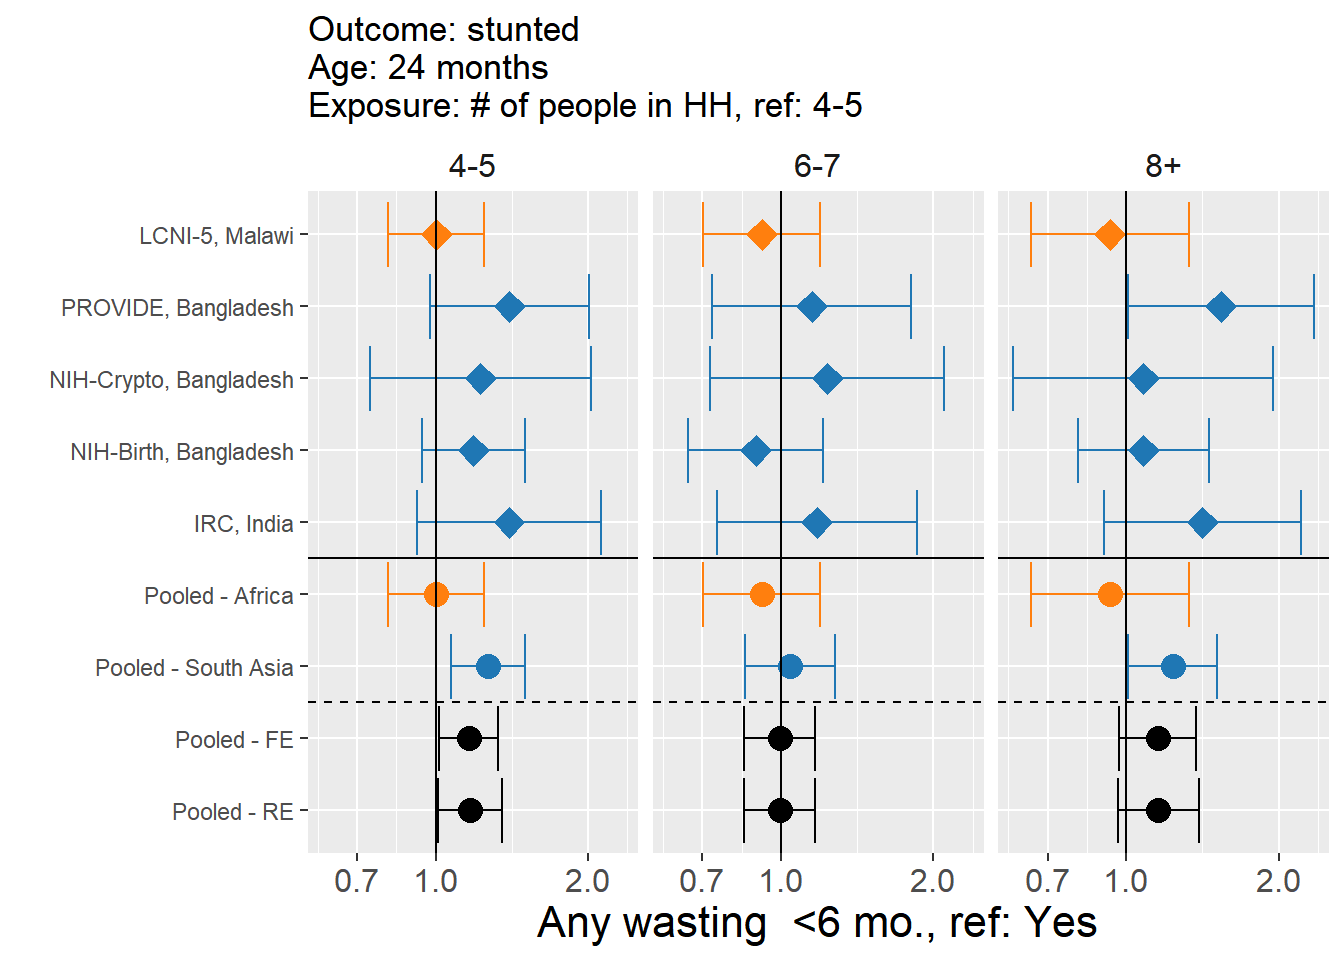 Outcome: stunted
Age: 24 months
Exposure: # of people in HH, ref: 4-5
4-5 6-7 8+
LCNI-5, Malawi
PROVIDE, Bangladesh
NIH-Crypto, Bangladesh
NIH-Birth, Bangladesh
IRC, India
Pooled - Africa
Pooled - South Asia
Pooled - FE
Pooled - RE
0.7 1.0 2.0 0.7 1.0 2.0 0.7 1.0 2.0
Any wasting  <6 mo., ref: Yes